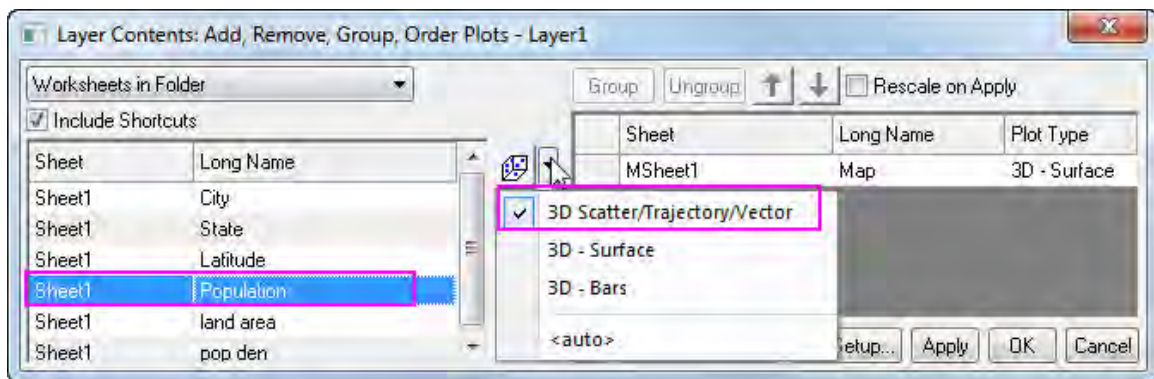 Layer Contents: Add, Remove, Group, Order Plots - Layer1
Worksheets in Folder
Group Ungroup Rescale on Apply
Include Shortcuts
Sheet Long Name
Sheet1 City
Sheet1 State
Sheet1 Latitude
Sheet1 Population
Sheet1 land area
Sheet1 pop den
Sheet Long Name Plot Type
MSheet1 Map 3D - Surface
3D Scatter/Trajectory/Vector
3D - Surface
3D - Bars
<auto>
etup... Apply OK Cancel